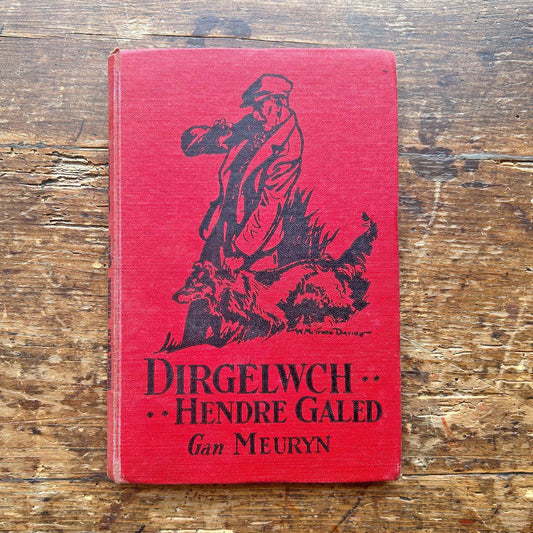 DIRGELWCH ..
.. HENDRE GALED
Gan MEURYN